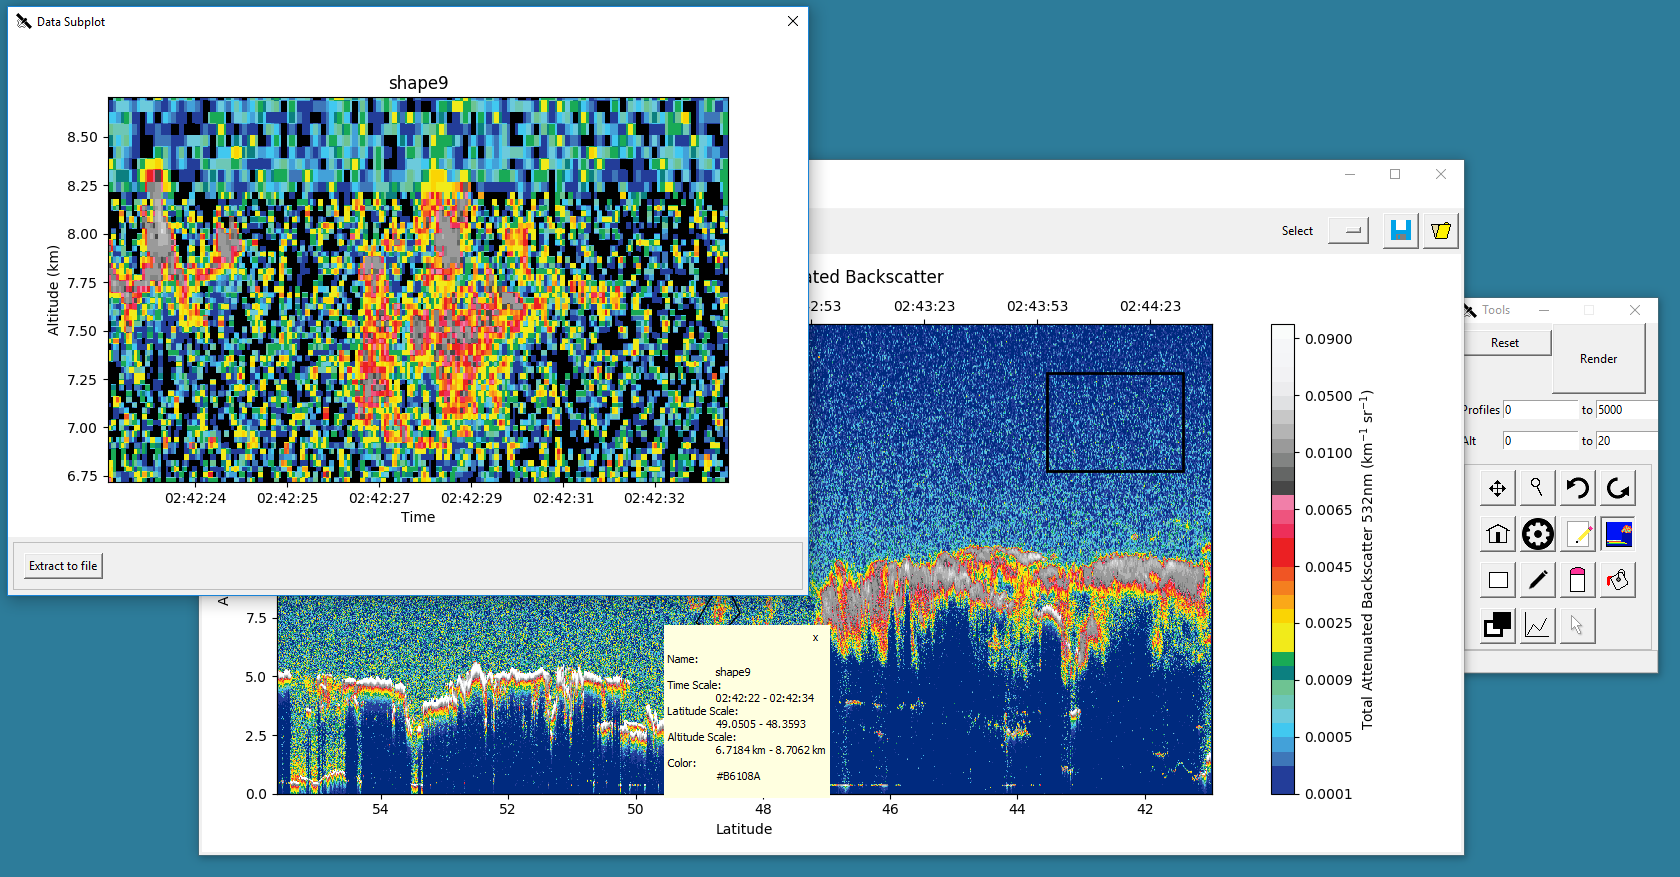 Data Subplot
shape9
8.50
8.25
8.00
7.75
7.50
7.25
7.00
6.75
Altitude (km)
02:42:24 02:42:25 02:42:27 02:42:29 02:42:31 02:42:32
Time
Extract to file
Select
ated Backscatter
2:53 02:43:23 02:43:53 02:44:23
A
7.5
5.0
2.5
0.0
54 52 50 48 46 44 42
Latitude
x
Name:
shape9
Time Scale:
02:42:22 - 02:42:34
Latitude Scale:
49.0505 - 48.3593
Altitude Scale:
6.7184 km - 8.7062 km
Color:
#B6108A
0.0900
0.0500
0.0100
0.0065
0.0045
0.0025
0.0009
0.0005
0.0001
Total Attenuated Backscatter 532nm (km⁻¹ sr⁻¹)
Tools
Reset
Render
Profiles 0 to 5000
Alt 0 to 20